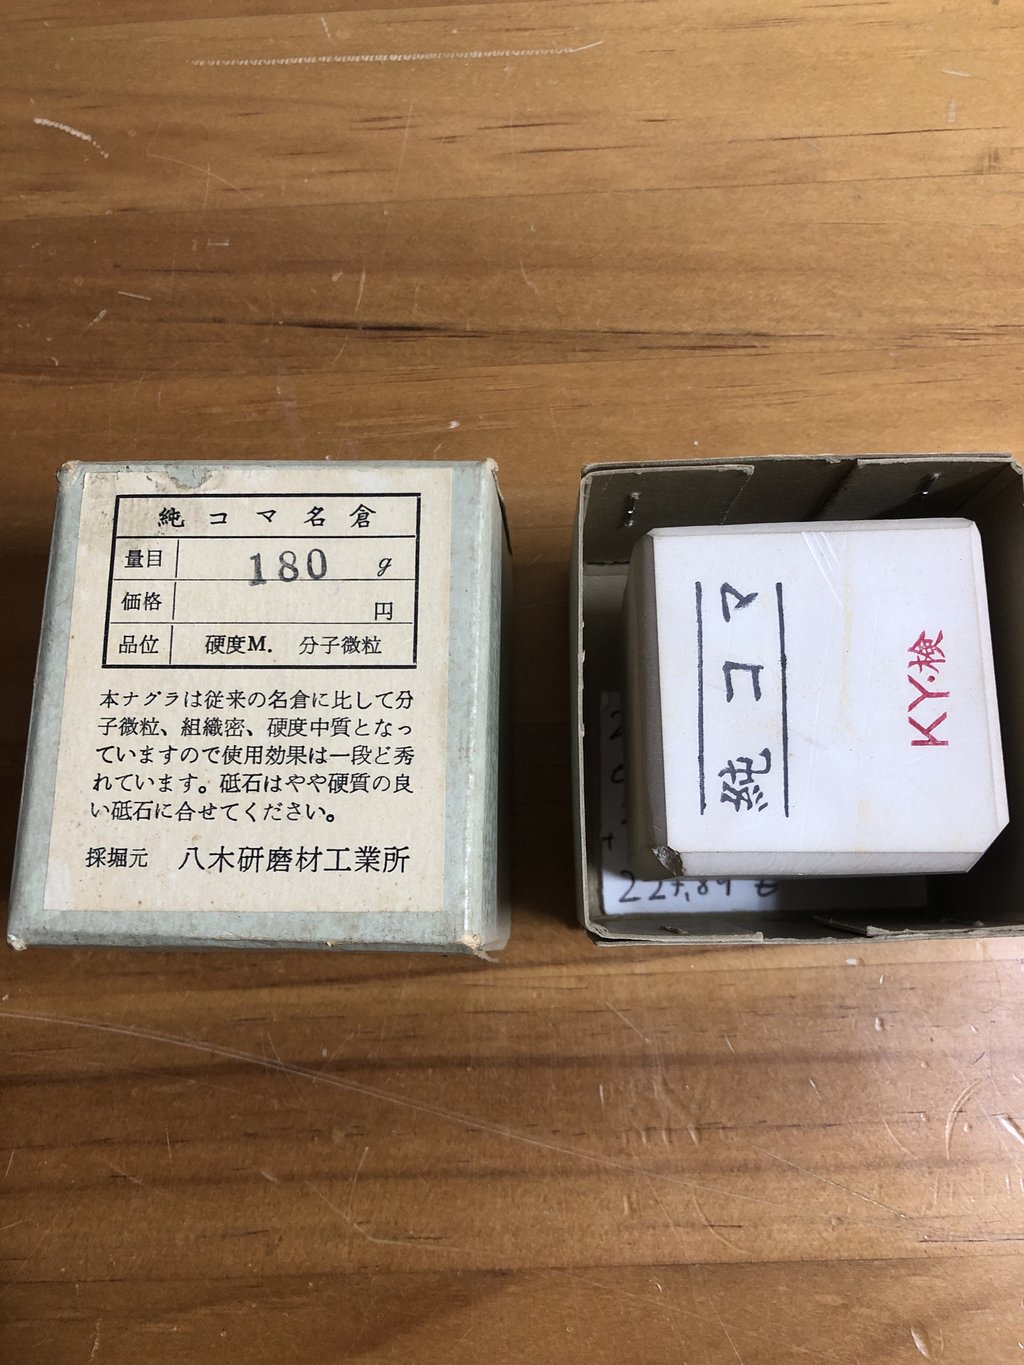 純コマ名倉
量目 180 g
価格 円
品位 硬度M. 分子微粒
本ナグラは従来の名倉に比して分
子微粒、組織密、硬度中質となっ
ていますので使用効果は一段と秀
れています。砥石はやや硬質の良
い砥石に合せてください。
採堀元 八木研磨材工業所
純コマ
KY・検